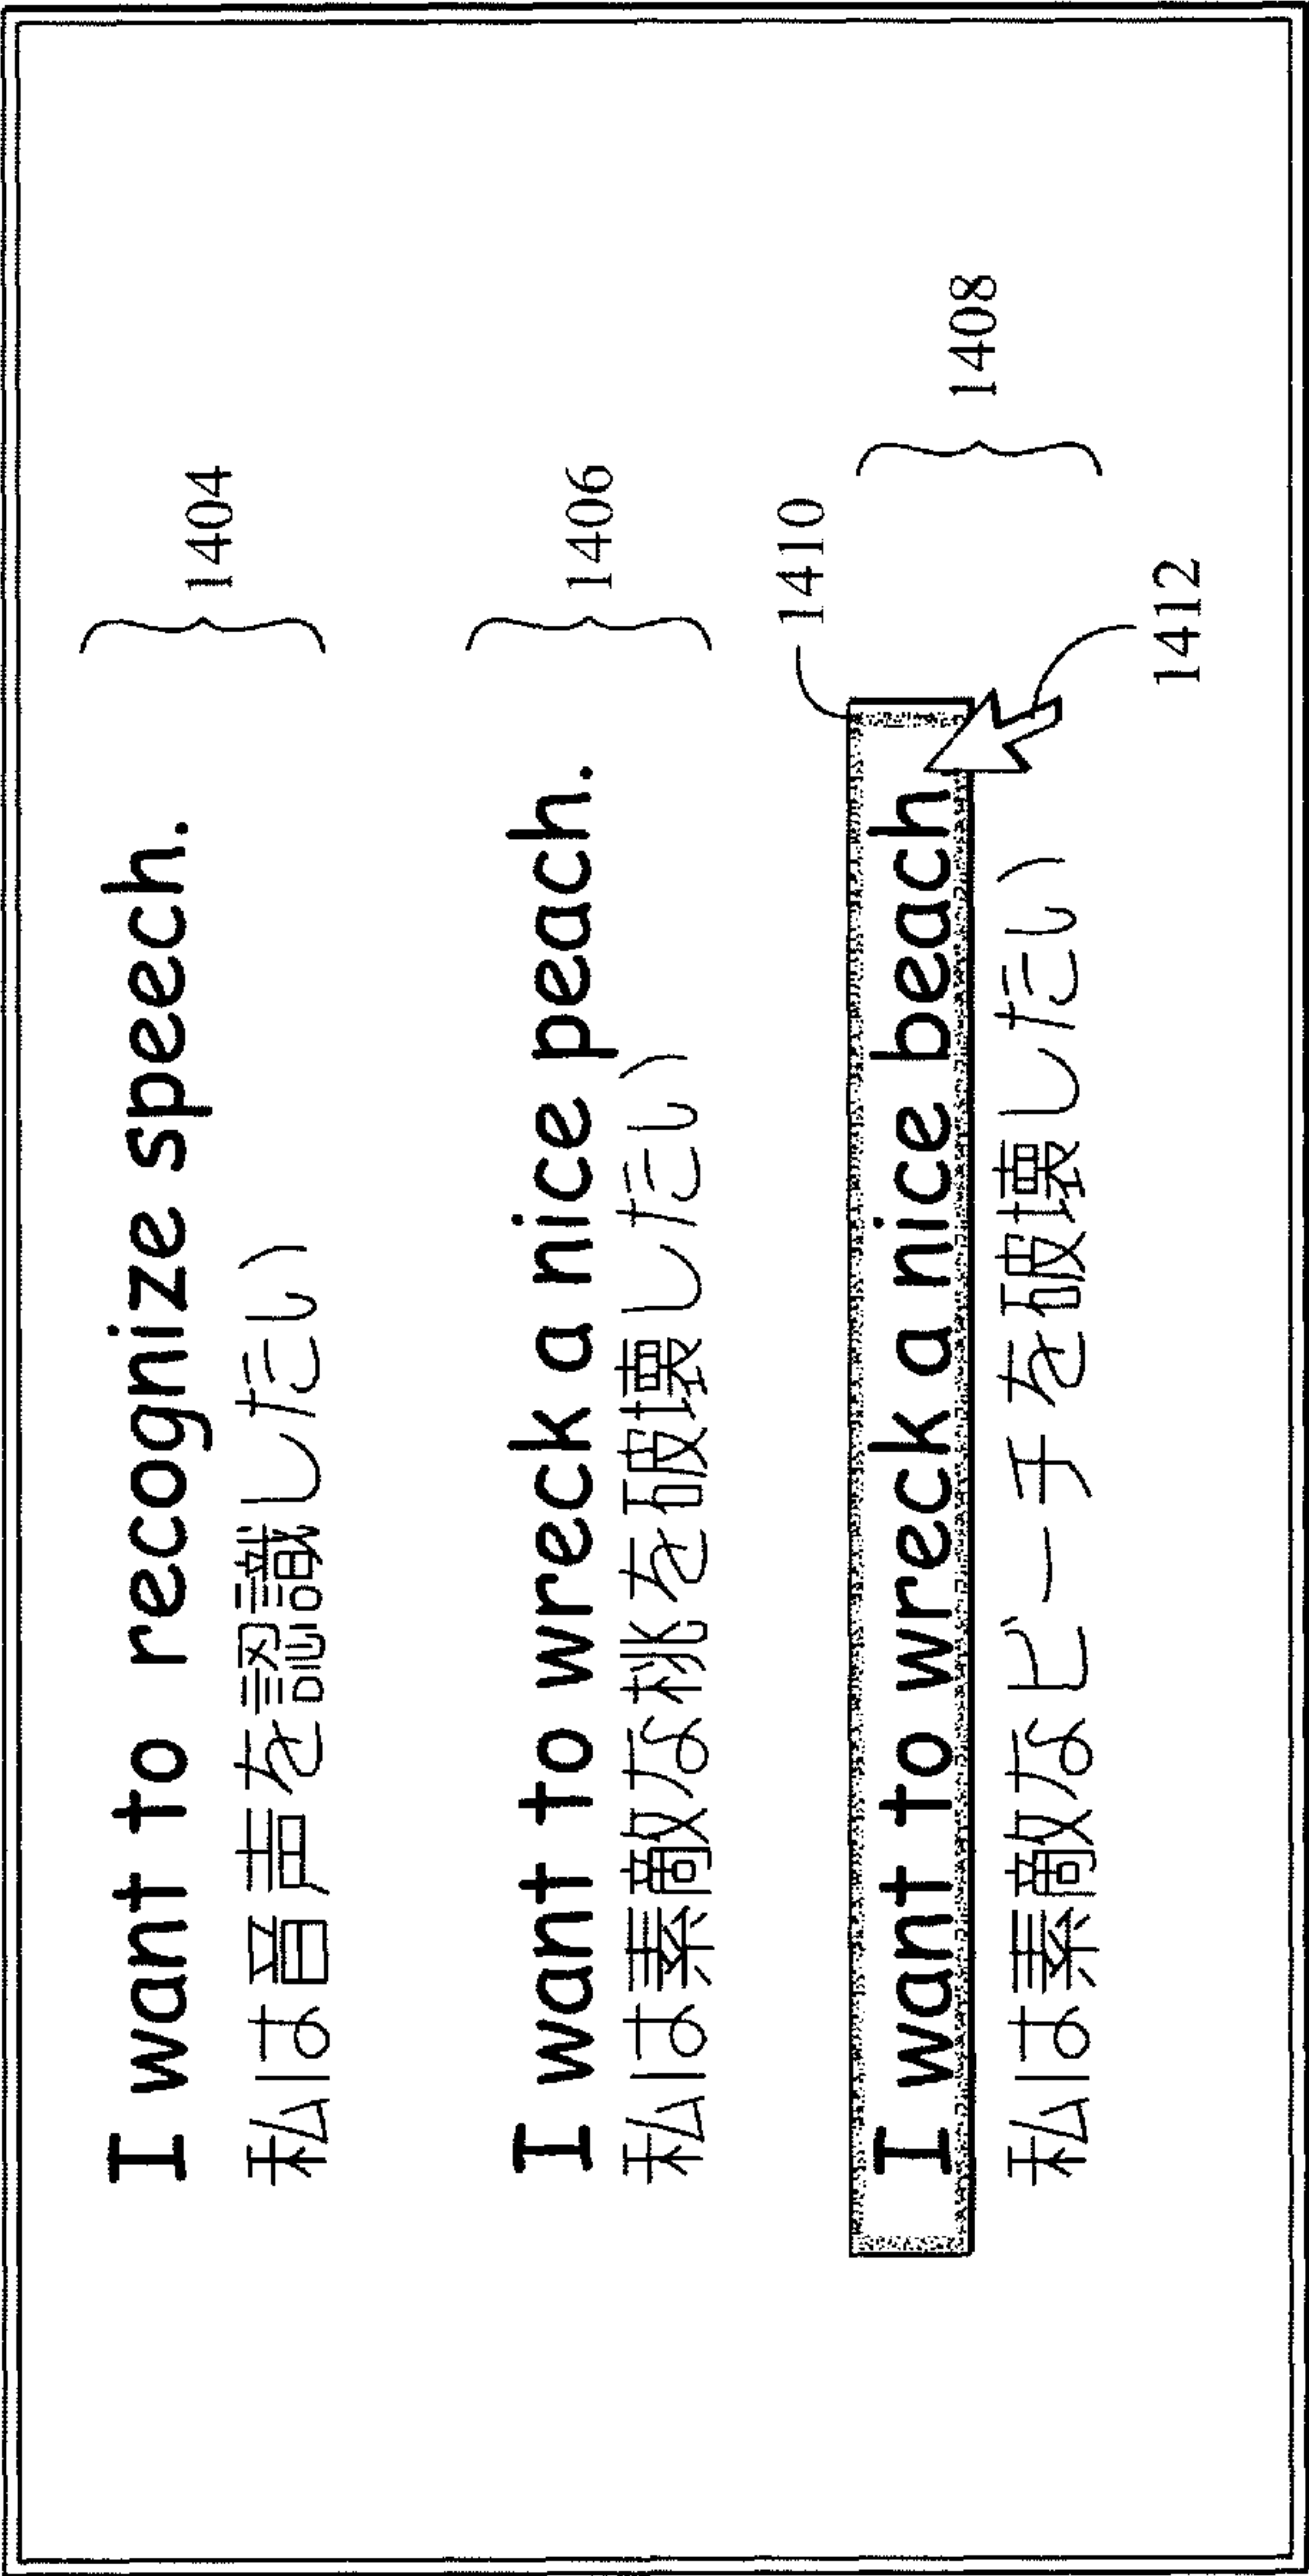 I want to recognize speech.
私は音声を認識したい
1404
I want to wreck a nice peach.
私は素敵な桃を破壊したい
1406
1410
I want to wreck a nice beach.
私は素敵なビーチを破壊したい
1408
1412